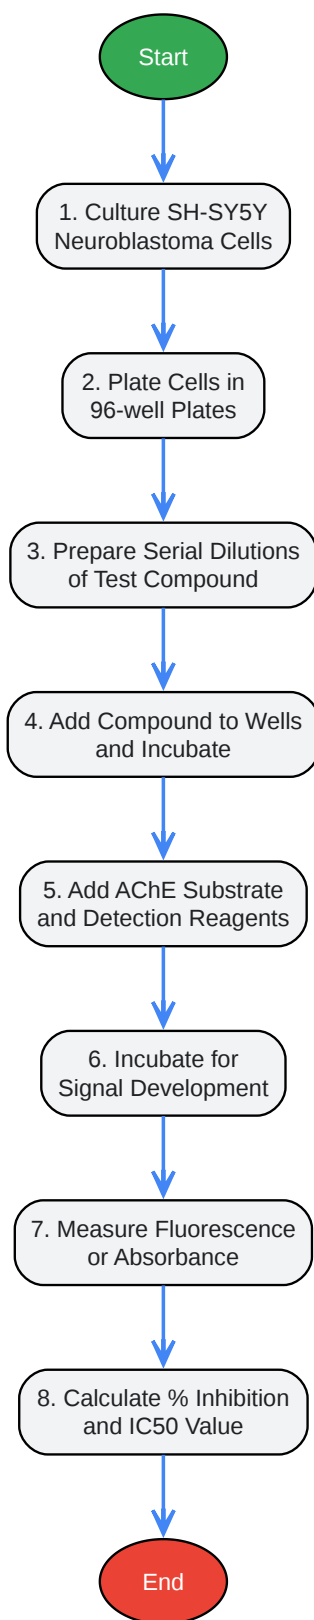 Start
1. Culture SH-SY5Y
Neuroblastoma Cells
2. Plate Cells in
96-well Plates
3. Prepare Serial Dilutions
of Test Compound
4. Add Compound to Wells
and Incubate
5. Add AChE Substrate
and Detection Reagents
6. Incubate for
Signal Development
7. Measure Fluorescence
or Absorbance
8. Calculate % Inhibition
and IC50 Value
End